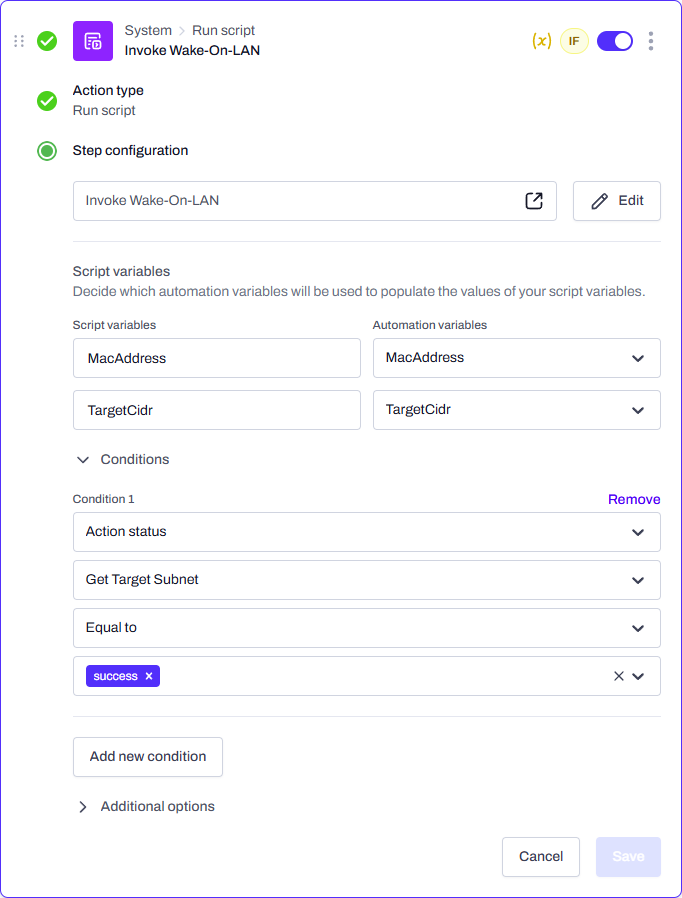 System > Run script
Invoke Wake-On-LAN
(x) IF
Action type
Run script
Step configuration
Invoke Wake-On-LAN
Edit
Script variables
Decide which automation variables will be used to populate the values of your script variables.
Script variables Automation variables
MacAddress MacAddress
TargetCidr TargetCidr
Conditions
Condition 1 Remove
Action status
Get Target Subnet
Equal to
success ×
Add new condition
Additional options
Cancel Save